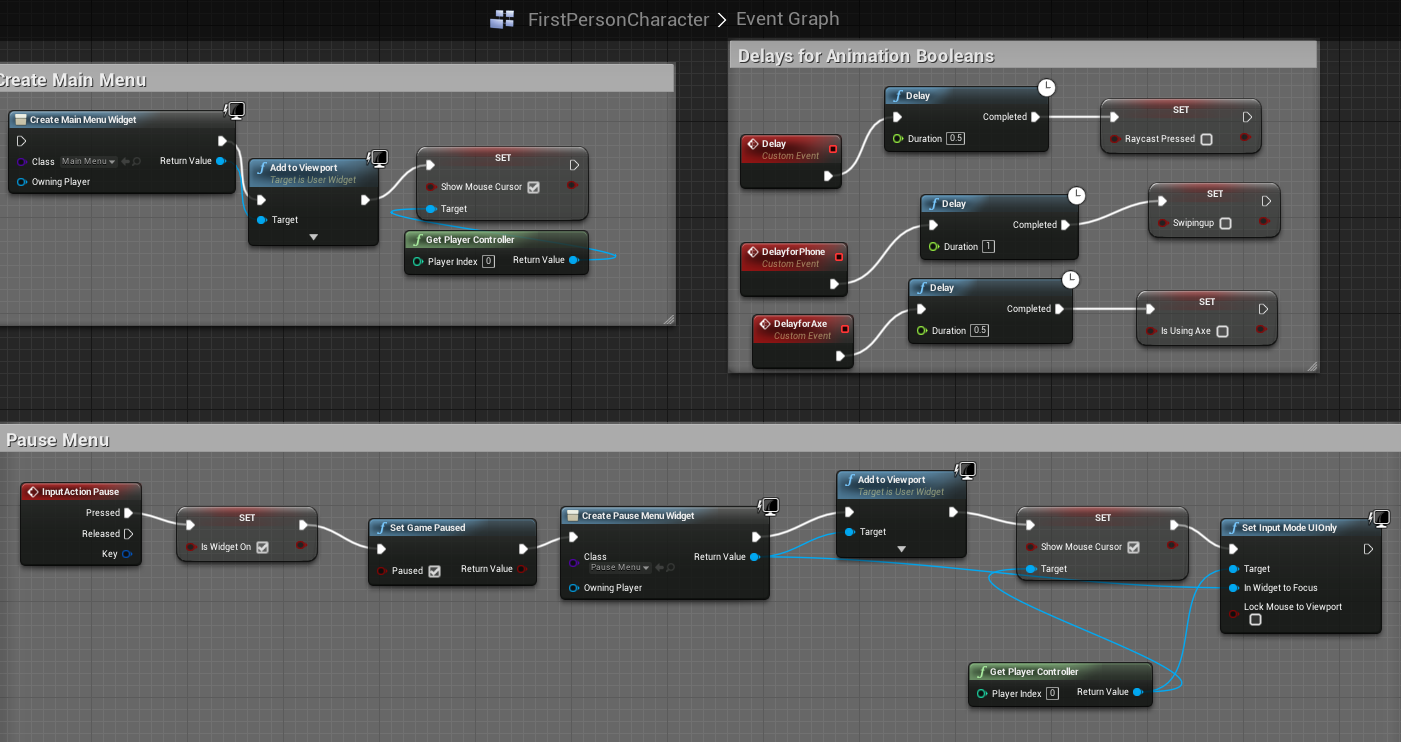 FirstPersonCharacter > Event Graph
Create Main Menu
Create Main Menu Widget
Class Main Menu Return Value
Owning Player
Add to Viewport
Target is User Widget
Target
SET
Show Mouse Cursor
Target
Get Player Controller
Player Index 0 Return Value
Delays for Animation Booleans
Delay
Custom Event
Delay
Completed
Duration 0.5
SET
Raycast Pressed
DelayforPhone
Custom Event
Delay
Completed
Duration 1
SET
Swipingup
DelayforAxe
Custom Event
Delay
Completed
Duration 0.5
SET
Is Using Axe
Pause Menu
InputAction Pause
Pressed
Released
Key
SET
Is Widget On
Set Game Paused
Paused Return Value
Create Pause Menu Widget
Class
Pause Menu
Return Value
Owning Player
Add to Viewport
Target is User Widget
Target
SET
Show Mouse Cursor
Target
Set Input Mode UIOnly
Target
In Widget to Focus
Lock Mouse to Viewport
Get Player Controller
Player Index 0 Return Value